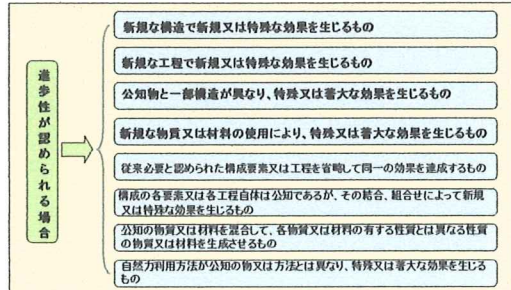 進歩性が認められる場合
新規な構造で新規又は特殊な効果を生じるもの
新規な工程で新規又は特殊な効果を生じるもの
公知物と一部構造が異なり、特殊又は著大な効果を生じるもの
新規な物質又は材料の使用により、特殊又は著大な効果を生じるもの
従来必要と認められた構成要素又は工程を省略して同一の効果を達成するもの
構成の各要素又は各工程自体は公知であるが、その結合、組合せによって新規
又は特殊な効果を生じるもの
公知の物質又は材料を混合して、各物質又は材料の有する性質とは異なる性質
の物質又は材料を生成させるもの
自然力利用方法が公知の物又は方法とは異なり、特殊又は著大な効果を生じる
もの